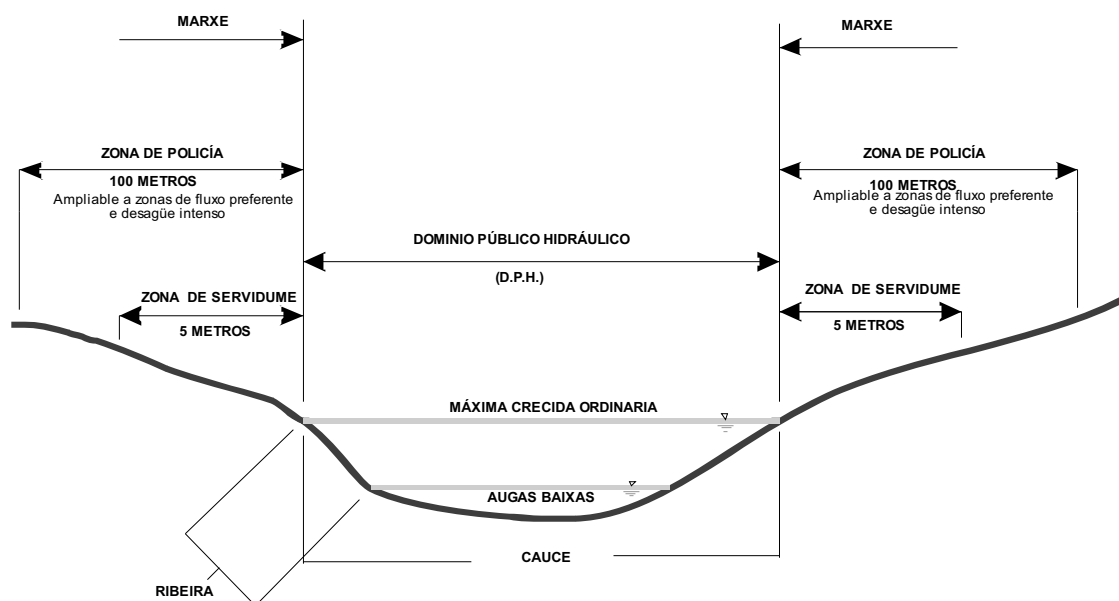 MARXE
MARXE
ZONA DE POLICÍA
100 METROS
Ampliable a zonas de fluxo preferente
e desagüe intenso
ZONA DE POLICÍA
100 METROS
Ampliable a zonas de fluxo preferente
e desagüe intenso
DOMINIO PÚBLICO HIDRÁULICO
(D.P.H.)
ZONA DE SERVIDUME
5 METROS
ZONA DE SERVIDUME
5 METROS
MÁXIMA CRECIDA ORDINARIA
AUGAS BAIXAS
CAUCE
RIBEIRA